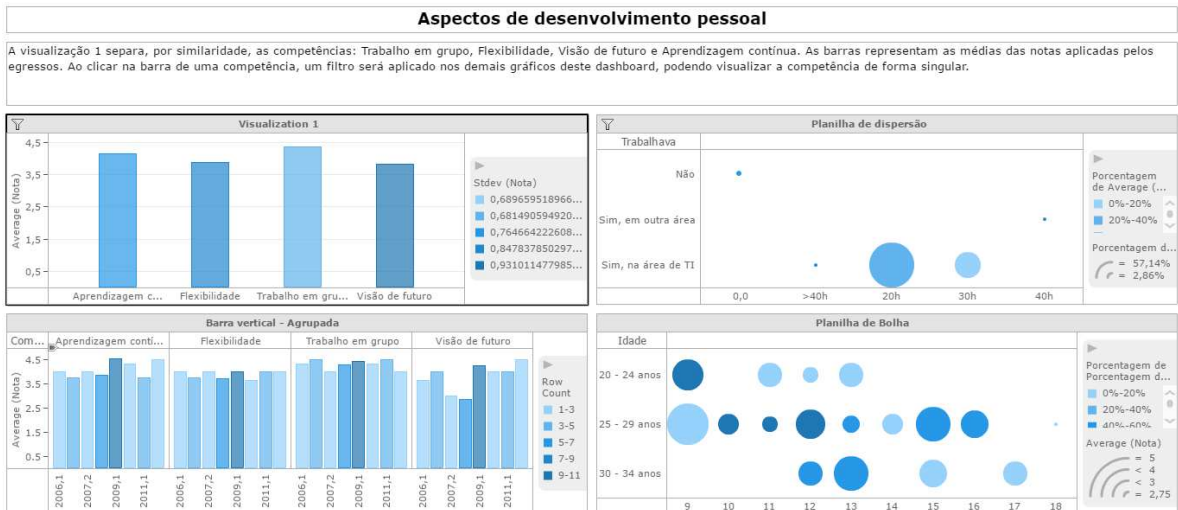 Aspectos de desenvolvimento pessoal
A visualização 1 separa, por similaridade, as competências: Trabalho em grupo, Flexibilidade, Visão de futuro e Aprendizagem contínua. As barras representam as médias das notas aplicadas pelos
egressos. Ao clicar na barra de uma competência, um filtro será aplicado nos demais gráficos deste dashboard, podendo visualizar a competência de forma singular.
Visualization 1
Average (Nota)
4,5
3,5
2,5
1,5
0,5
Aprendizagem c... Flexibilidade Trabalho em gru... Visão de futuro
Stdev (Nota)
0,689659518966...
0,681490594920...
0,764664222608...
0,847837850297...
0,931011477985...
Planilha de dispersão
Trabalhava
Não
Sim, em outra área
Sim, na área de TI
0,0 >40h 20h 30h 40h
Porcentagem
de Average (...
0%-20%
20%-40%
Porcentagem d...
= 57,14%
= 2,86%
Barra vertical - Agrupada
Com... Aprendizagem contí... Flexibilidade Trabalho em grupo Visão de futuro
Average (Nota)
4.5
3.5
2.5
1.5
0.5
2006,1 2007,2 2009,1 2011,1 2006,1 2007,2 2009,1 2011,1 2006,1 2007,2 2009,1 2011,1 2006,1 2007,2 2009,1 2011,1
Row
Count
1-3
3-5
5-7
7-9
9-11
Planilha de Bolha
Idade
20 - 24 anos
25 - 29 anos
30 - 34 anos
9 10 11 12 13 14 15 16 17 18
Porcentagem de
Porcentagem d...
0%-20%
20%-40%
40%-60%
Average (Nota)
= 5
< 4
< 3
= 2,75